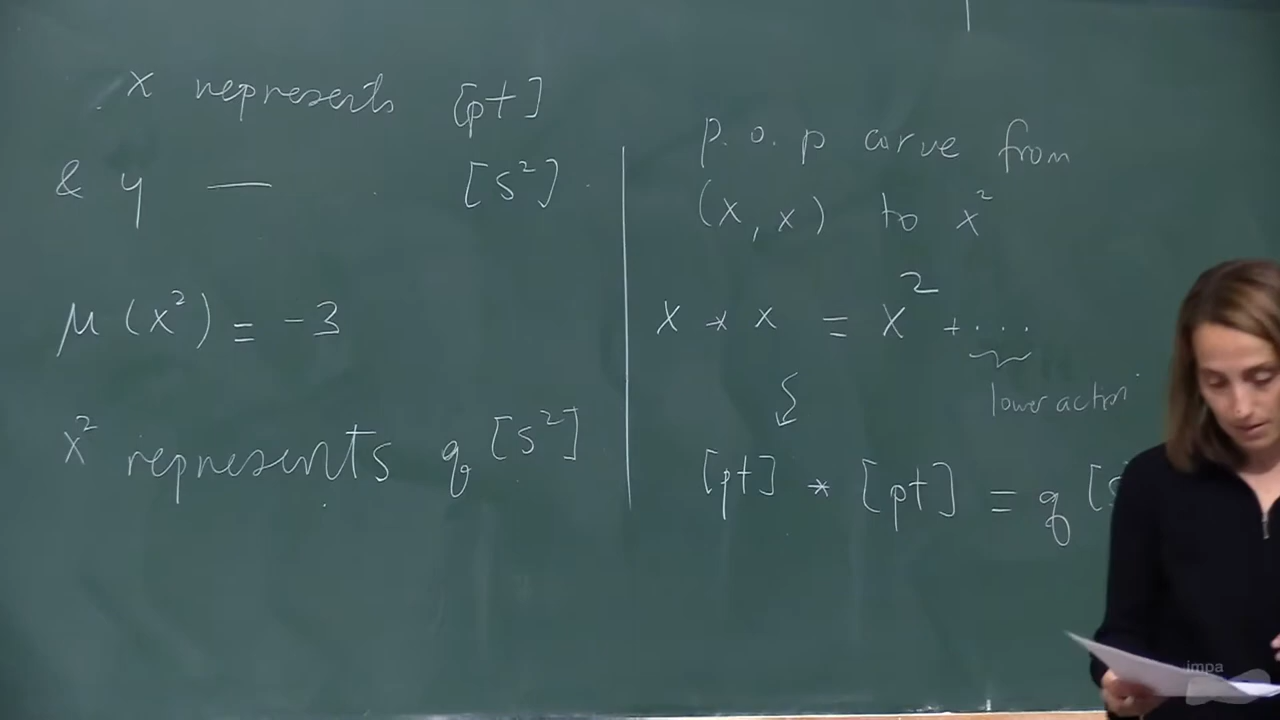 x represents [pt]
& y — [S²]
μ(x²) = -3
x² represents q[S²]
p.o.p curve from
(x, x) to x²
x * x = x² + ...
lower action
[pt] * [pt] = q[S
impa